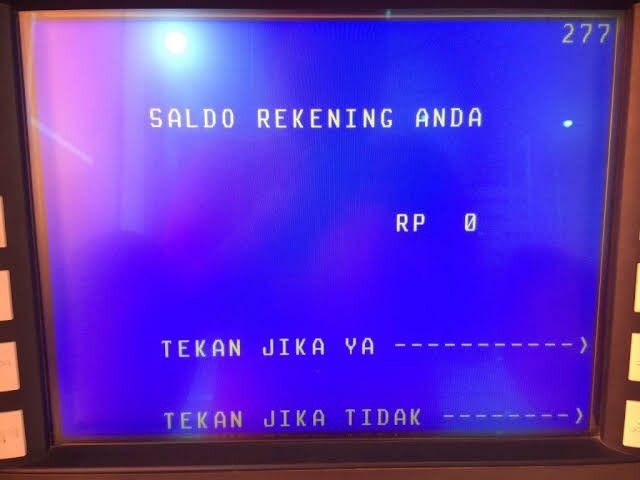 277
SALDO REKENING ANDA
RP 0
TEKAN JIKA YA -----------›
TEKAN JIKA TIDAK --------›